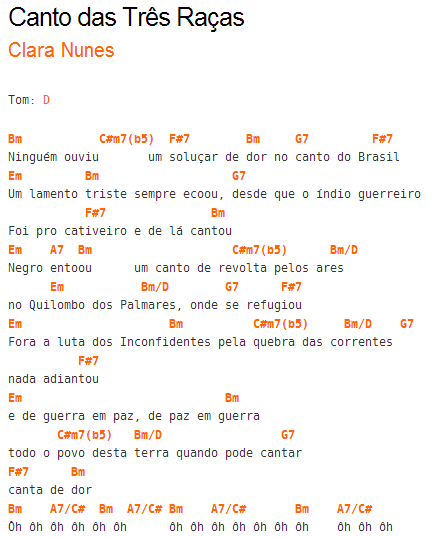 Canto das Três Raças
Clara Nunes
Tom: D
Bm C#m7(b5) F#7 Bm G7 F#7
Ninguém ouviu um soluçar de dor no canto do Brasil
Em Bm G7
Um lamento triste sempre ecoou, desde que o índio guerreiro
F#7 Bm
Foi pro cativeiro e de lá cantou
Em A7 Bm C#m7(b5) Bm/D
Negro entoou um canto de revolta pelos ares
Em Bm/D G7 F#7
no Quilombo dos Palmares, onde se refugiou
Em Bm C#m7(b5) Bm/D G7
Fora a luta dos Inconfidentes pela quebra das correntes
F#7
nada adiantou
Em Bm
e de guerra em paz, de paz em guerra
C#m7(b5) Bm/D G7
todo o povo desta terra quando pode cantar
F#7 Bm
canta de dor
Bm A7/C# Bm A7/C# Bm A7/C# Bm A7/C#
Ôh ôh ôh ôh ôh ôh ôh ôh ôh ôh ôh ôh ôh ôh ôh ôh